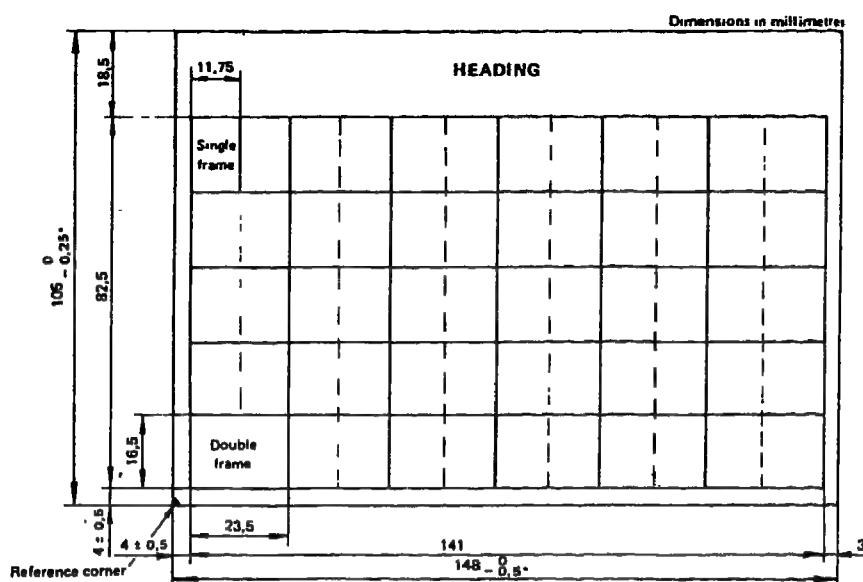 Dimensions in millimetres
18,5
11,75
HEADING
Single
frame
105 0 -0,25*
82,5
16,5
Double
frame
4 ± 0,5
4 ± 0,5
23,5
141
3
Reference corner
148 0 -0,5*